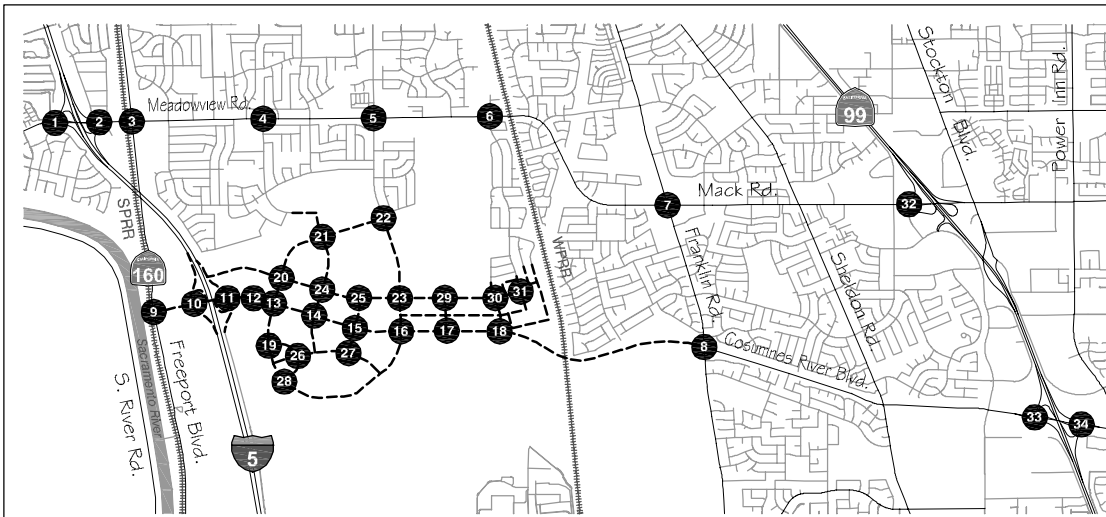 Meadowview Rd.
1
2
3
4
5
6
CALIFORNIA
99
Stockton Blvd.
Power Inn Rd.
SPRR
WPRR
Mack Rd.
7
32
22
21
CALIFORNIA
160
20
24
25
23
29
30
31
9
10
11
12
13
14
15
16
17
18
19
26
27
28
Franklin Rd.
Sheldon Rd.
8
Cosumnes River Blvd.
33
34
Sacramento River
S. River Rd.
Freeport Blvd.
5